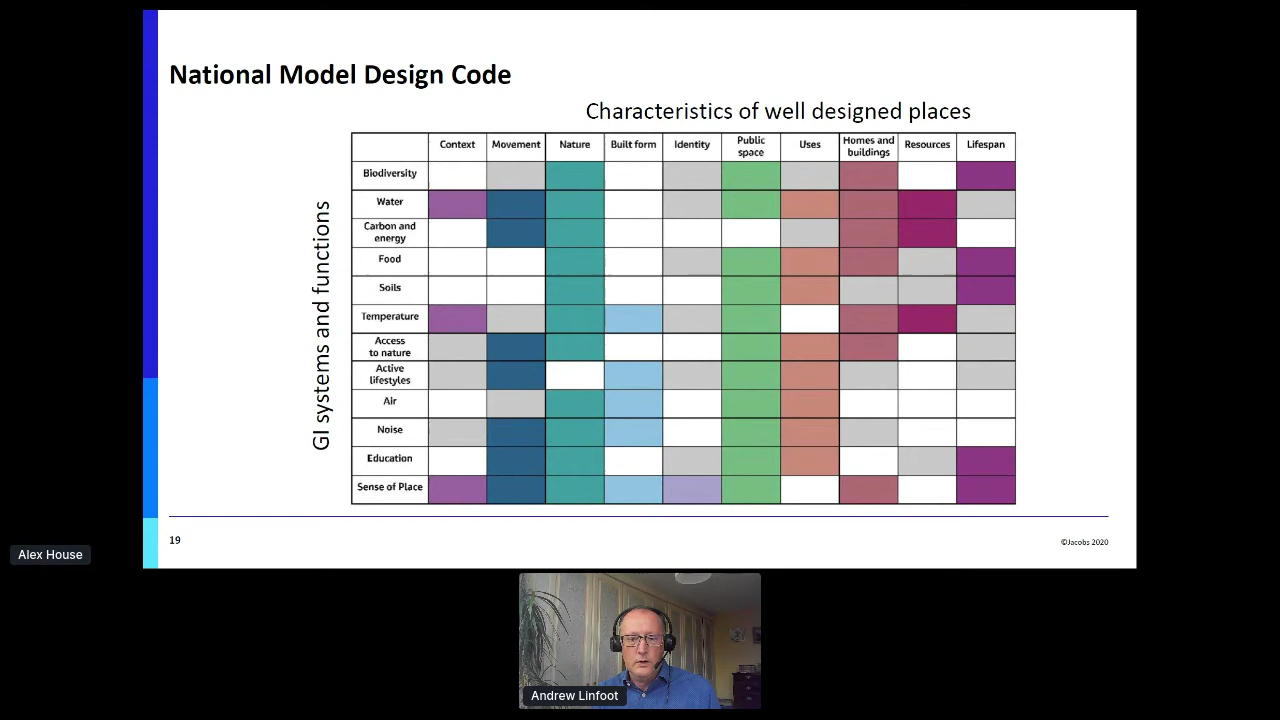 National Model Design Code
Characteristics of well designed places
Context Movement Nature Built form Identity Public space Uses Homes and buildings Resources Lifespan
GI systems and functions
Biodiversity
Water
Carbon and
energy
Food
Soils
Temperature
Access
to nature
Active
lifestyles
Air
Noise
Education
Sense of Place
19
©Jacobs 2020
Alex House
Andrew Linfoot